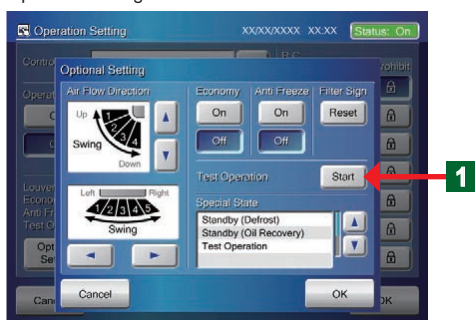 Operation Setting XX/XX/XXXX XX:XX Status: On
Optional Setting
Air Flow Direction Economy Anti Freeze Filter Sign
Up On On Reset
1 2 3 4
Swing Off Off
Down
Test Operation Start 1
Left Right
1 2 3 4 5
Swing
Special State
Standby (Defrost)
Standby (Oil Recovery)
Test Operation
Cancel OK